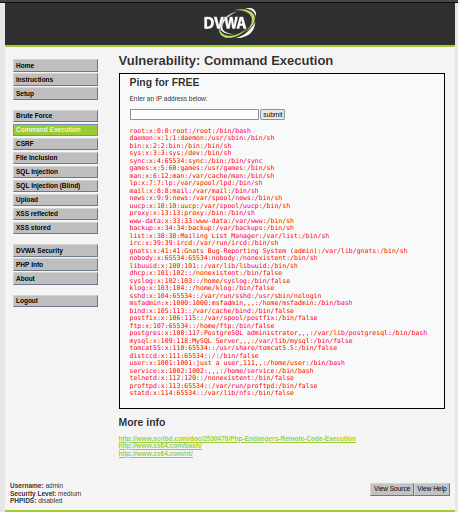 DVWA
Vulnerability: Command Execution
Home
Instructions
Setup
Brute Force
Command Execution
CSRF
File Inclusion
SQL Injection
SQL Injection (Blind)
Upload
XSS reflected
XSS stored
DVWA Security
PHP Info
About
Logout
Ping for FREE
Enter an IP address below:
submit
root:x:0:0:root:/root:/bin/bash
daemon:x:1:1:daemon:/usr/sbin:/bin/sh
bin:x:2:2:bin:/bin:/bin/sh
sys:x:3:3:sys:/dev:/bin/sh
sync:x:4:65534:sync:/bin:/bin/sync
games:x:5:60:games:/usr/games:/bin/sh
man:x:6:12:man:/var/cache/man:/bin/sh
lp:x:7:7:lp:/var/spool/lpd:/bin/sh
mail:x:8:8:mail:/var/mail:/bin/sh
news:x:9:9:news:/var/spool/news:/bin/sh
uucp:x:10:10:uucp:/var/spool/uucp:/bin/sh
proxy:x:13:13:proxy:/bin:/bin/sh
www-data:x:33:33:www-data:/var/www:/bin/sh
backup:x:34:34:backup:/var/backups:/bin/sh
list:x:38:38:Mailing List Manager:/var/list:/bin/sh
irc:x:39:39:ircd:/var/run/ircd:/bin/sh
gnats:x:41:41:Gnats Bug-Reporting System (admin):/var/lib/gnats:/bin/sh
nobody:x:65534:65534:nobody:/nonexistent:/bin/sh
libuuid:x:100:101::/var/lib/libuuid:/bin/sh
dhcp:x:101:102::/nonexistent:/bin/false
syslog:x:102:103::/home/syslog:/bin/false
klog:x:103:104::/home/klog:/bin/false
sshd:x:104:65534::/var/run/sshd:/usr/sbin/nologin
msfadmin:x:1000:1000:msfadmin,,,:/home/msfadmin:/bin/bash
bind:x:105:113::/var/cache/bind:/bin/false
postfix:x:106:115::/var/spool/postfix:/bin/false
ftp:x:107:65534::/home/ftp:/bin/false
postgres:x:108:117:PostgreSQL administrator,,,:/var/lib/postgresql:/bin/bash
mysql:x:109:118:MySQL Server,,,:/var/lib/mysql:/bin/false
tomcat55:x:110:65534::/usr/share/tomcat5.5:/bin/false
distccd:x:111:65534::/:/bin/false
user:x:1001:1001:just a user,111,,:/home/user:/bin/bash
service:x:1002:1002:,,,:/home/service:/bin/bash
telnetd:x:112:120::/nonexistent:/bin/false
proftpd:x:113:65534::/var/run/proftpd:/bin/false
statd:x:114:65534::/var/lib/nfs:/bin/false
More info
http://www.scribd.com/doc/2530476/Php-Endangers-Remote-Code-Execution
http://www.ss64.com/bash/
http://www.ss64.com/nt/
Username: admin
Security Level: medium
PHPIDS: disabled
View Source View Help